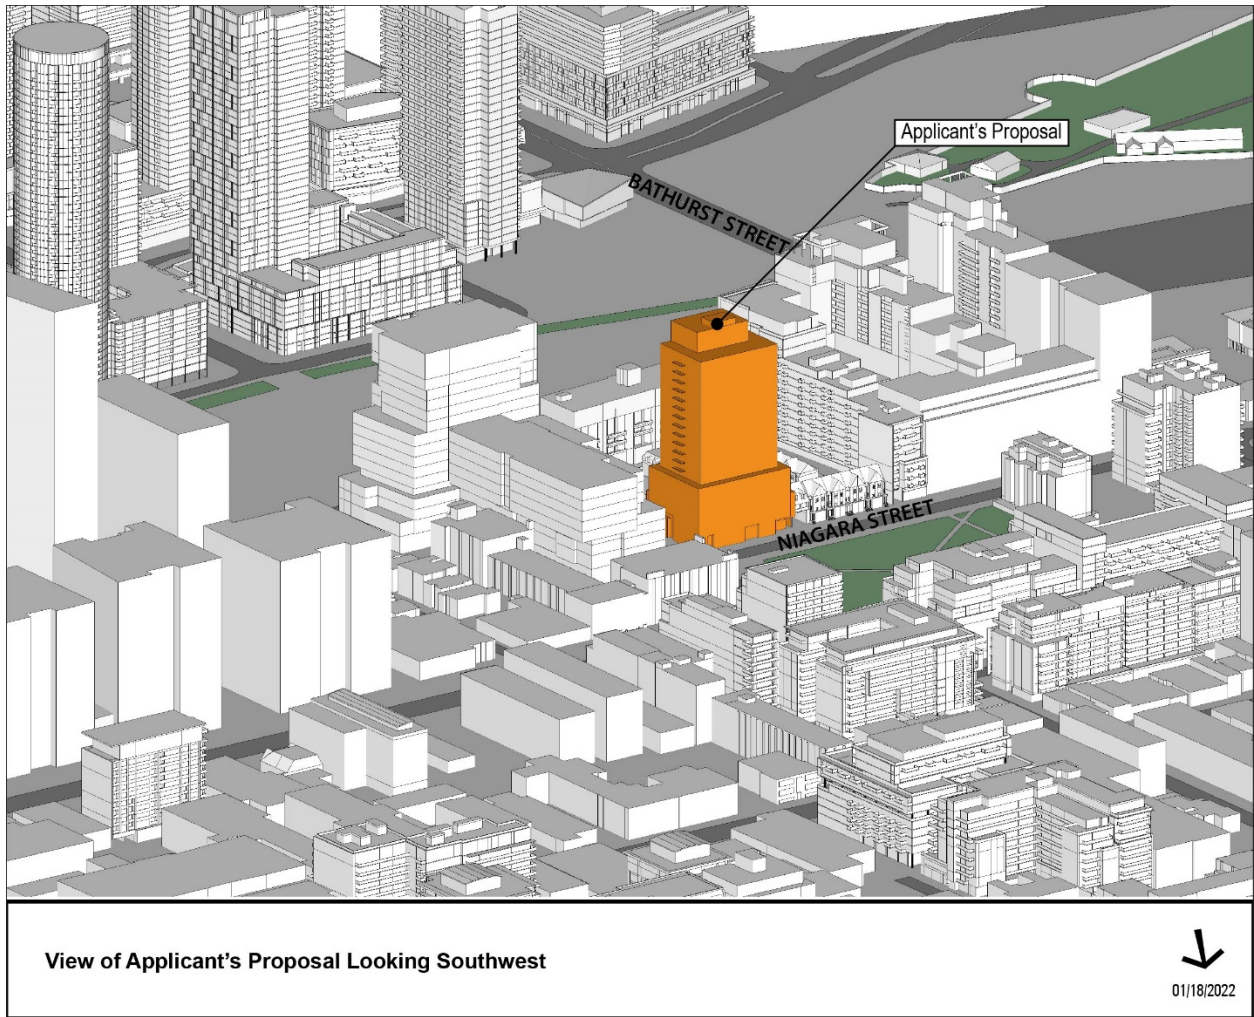 Applicant's Proposal
BATHURST STREET
NIAGARA STREET
View of Applicant's Proposal Looking Southwest
01/18/2022